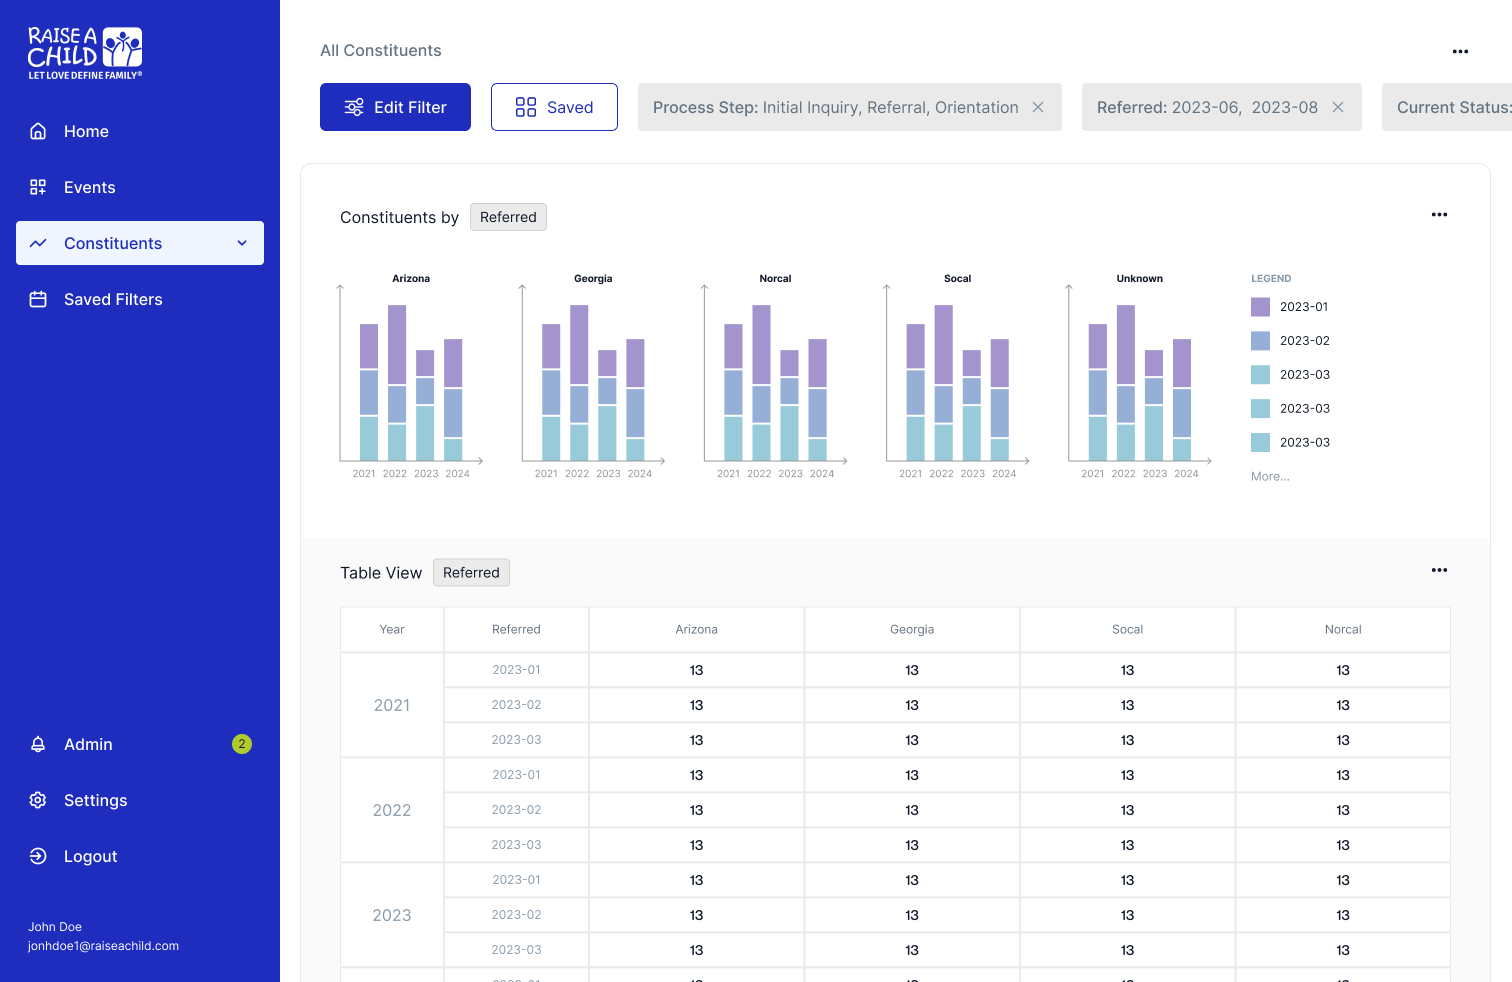 RAISE A
CHILD
LET LOVE DEFINE FAMILY®
Home
Events
Constituents
Saved Filters
Admin 2
Settings
Logout
John Doe
jonhdoe1@raiseachild.com
All Constituents
Edit Filter
Saved
Process Step: Initial Inquiry, Referral, Orientation
Referred: 2023-06, 2023-08
Current Status:
Constituents by Referred
Arizona Georgia Norcal Socal Unknown
2021 2022 2023 2024 2021 2022 2023 2024 2021 2022 2023 2024 2021 2022 2023 2024 2021 2022 2023 2024
LEGEND
2023-01
2023-02
2023-03
2023-03
2023-03
More...
Table View Referred
Year Referred Arizona Georgia Socal Norcal
2021
2023-01 13 13 13 13
2023-02 13 13 13 13
2023-03 13 13 13 13
2022
2023-01 13 13 13 13
2023-02 13 13 13 13
2023-03 13 13 13 13
2023
2023-01 13 13 13 13
2023-02 13 13 13 13
2023-03 13 13 13 13